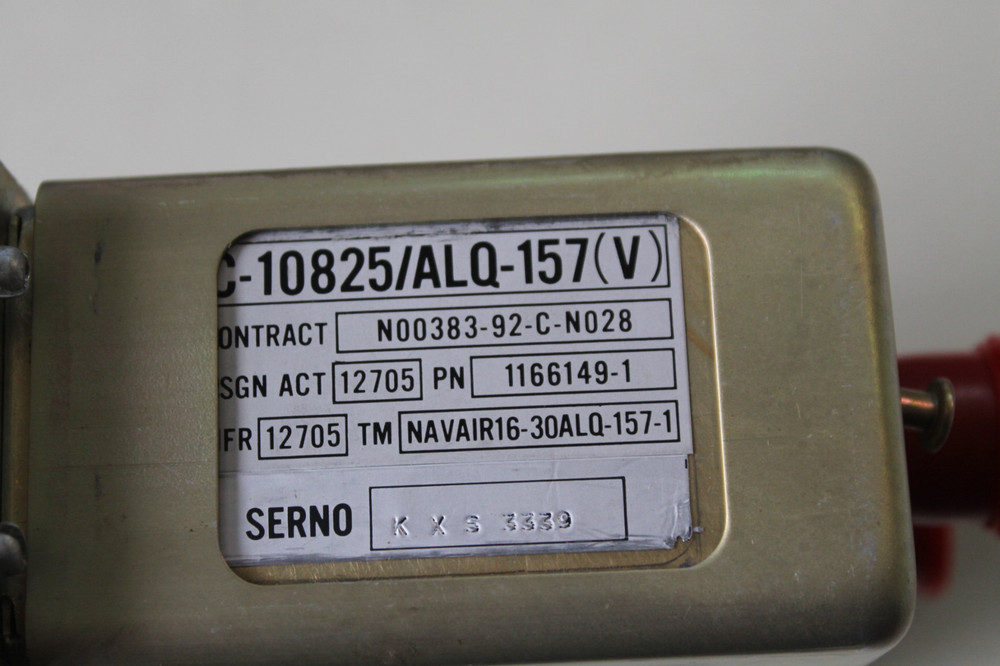 C-10825/ALQ-157(V)
ONTRACT N00383-92-C-N028
SGN ACT 12705 PN 1166149-1
FR 12705 TM NAVAIR16-30ALQ-157-1
SERNO K X S 3339